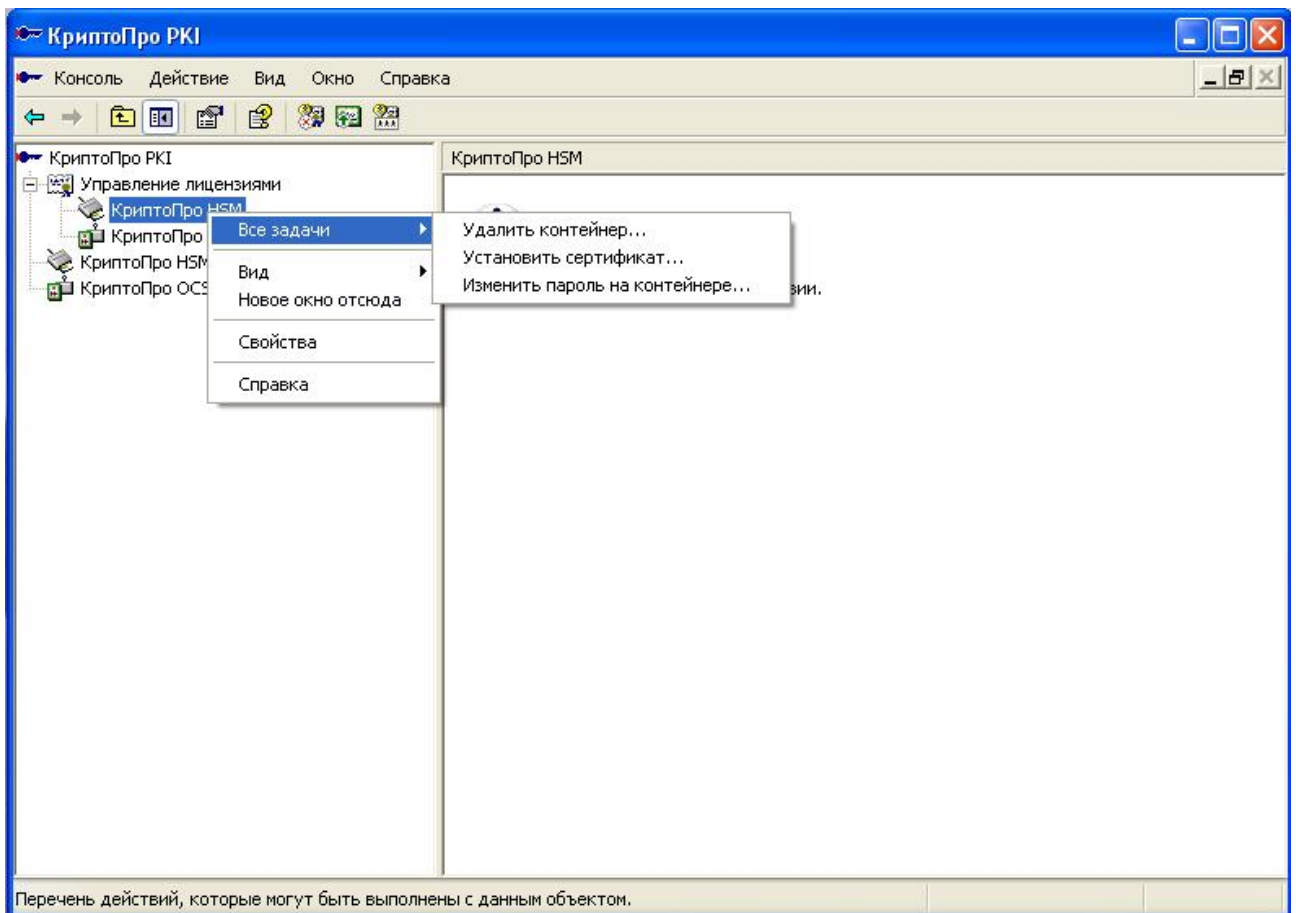 КриптоПро PKI
Консоль Действие Вид Окно Справка
КриптоПро PKI
Управление лицензиями
КриптоПро HSM
КриптоПро
КриптоПро HSM
КриптоПро OCS
КриптоПро HSM
Все задачи
Вид
Новое окно отсюда
Свойства
Справка
Удалить контейнер...
Установить сертификат...
Изменить пароль на контейнере...
Перечень действий, которые могут быть выполнены с данным объектом.